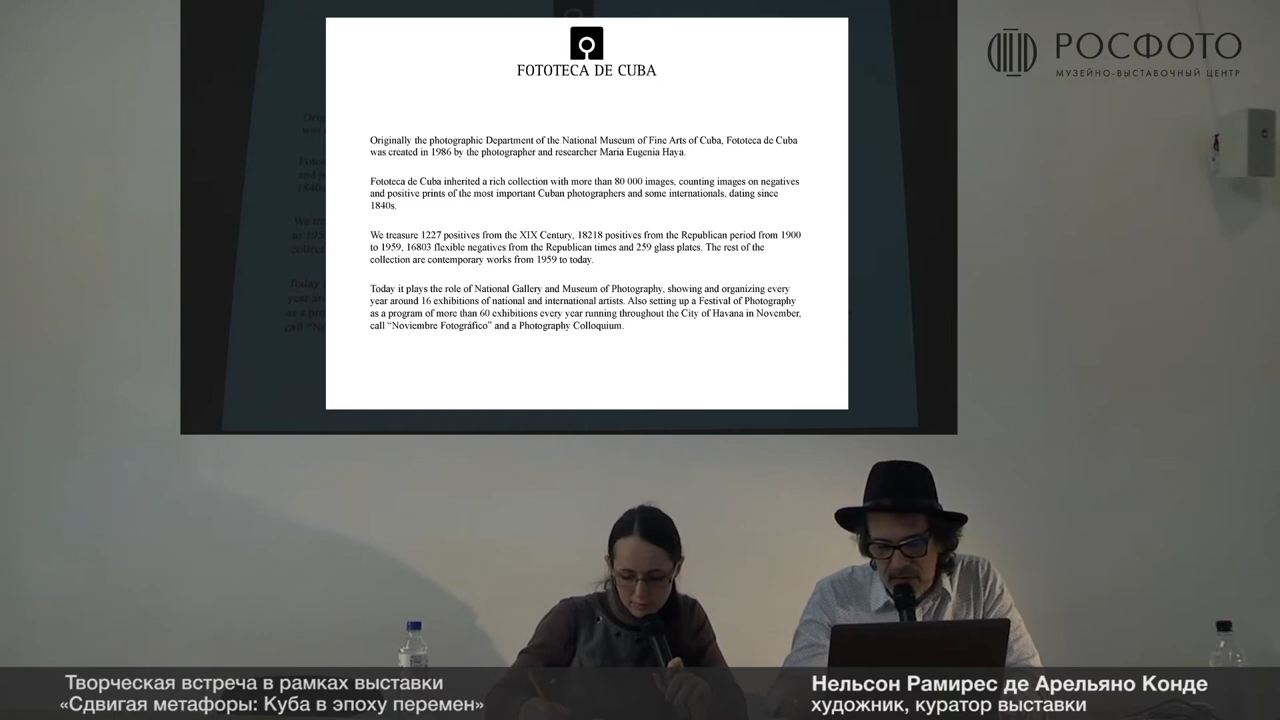 FOTOTECA DE CUBA
РОСФОТО
МУЗЕЙНО-ВЫСТАВОЧНЫЙ ЦЕНТР
Originally the photographic Department of the National Museum of Fine Arts of Cuba, Fototeca de Cuba
was created in 1986 by the photographer and researcher Maria Eugenia Haya.
Fototeca de Cuba inherited a rich collection with more than 80 000 images, counting images on negatives
and positive prints of the most important Cuban photographers and some internationals, dating since
1840s.
We treasure 1227 positives from the XIX Century, 18218 positives from the Republican period from 1900
to 1959, 16803 flexible negatives from the Republican times and 259 glass plates. The rest of the
collection are contemporary works from 1959 to today.
Today it plays the role of National Gallery and Museum of Photography, showing and organizing every
year around 16 exhibitions of national and international artists. Also setting up a Festival of Photography
as a program of more than 60 exhibitions every year running throughout the City of Havana in November,
call “Noviembre Fotográfico” and a Photography Colloquium.
Творческая встреча в рамках выставки
«Сдвигая метафоры: Куба в эпоху перемен»
Нельсон Рамирес де Арельяно Конде
художник, куратор выставки